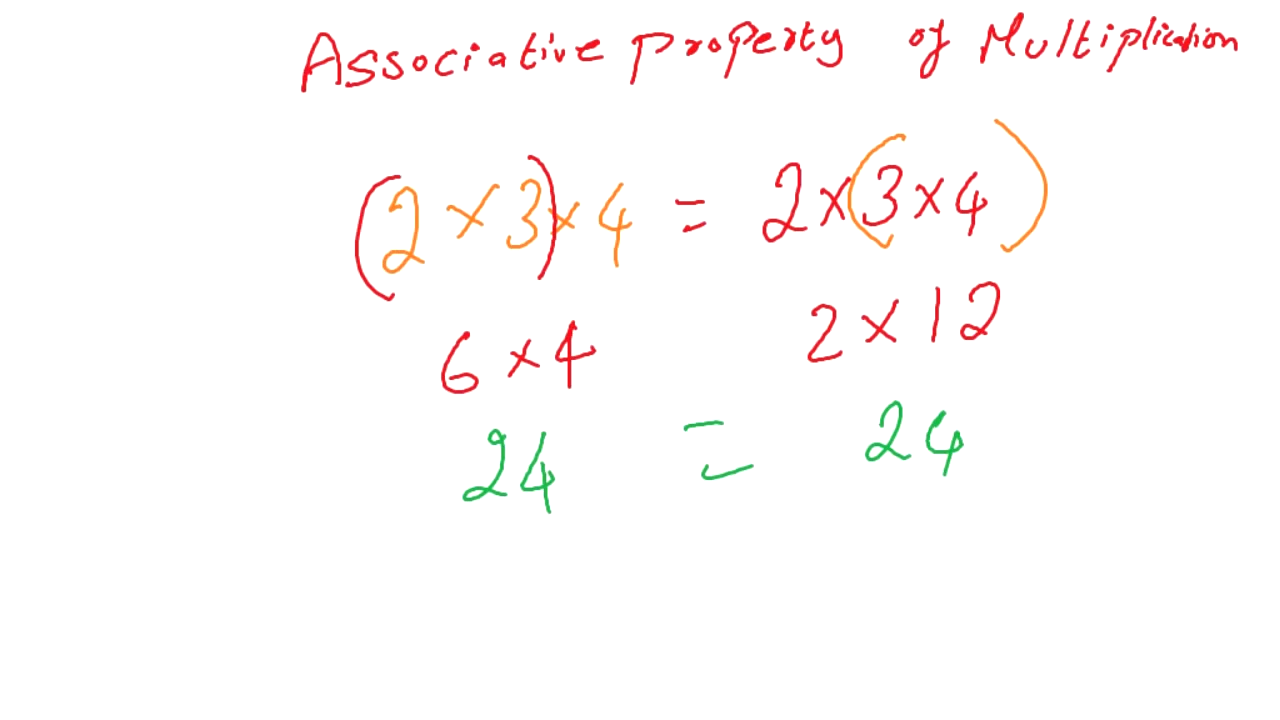 Associative Property of Multiplication
(2 × 3) × 4 = 2 × (3 × 4)
6 × 4 2 × 12
24 = 24